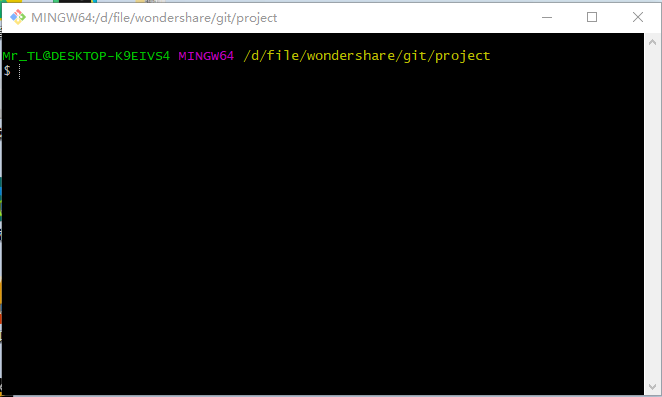 MINGW64:/d/file/wondershare/git/project
Mr_TL@DESKTOP-K9EIVS4 MINGW64 /d/file/wondershare/git/project
$